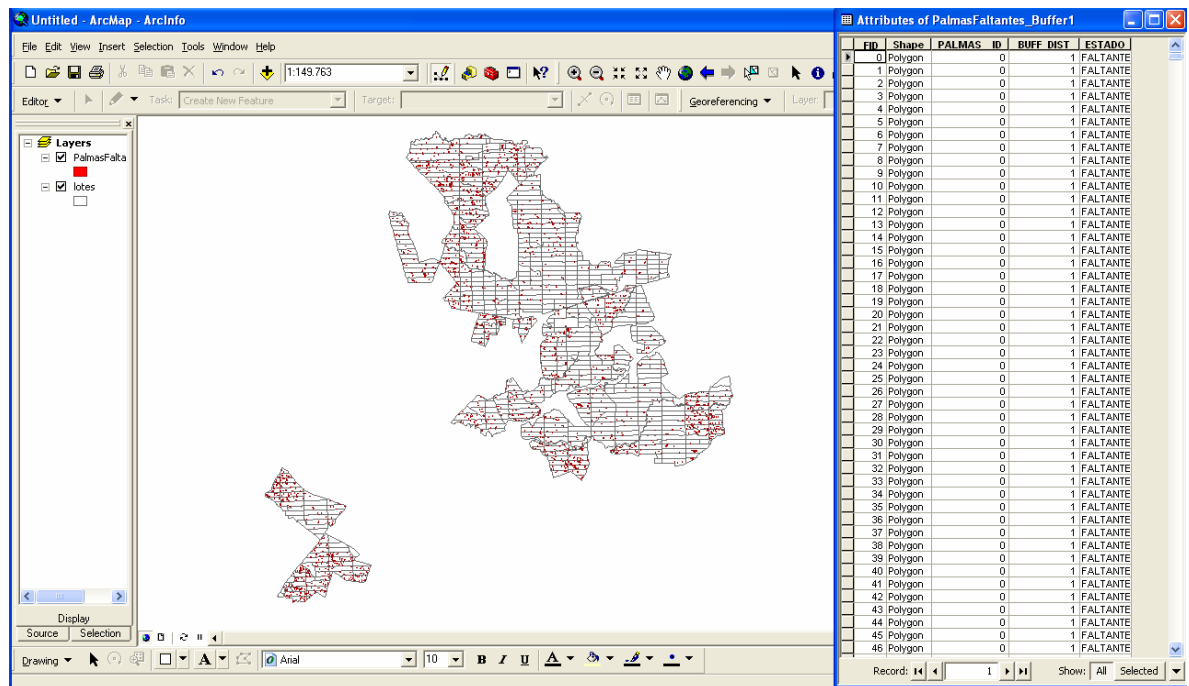 Untitled - ArcMap - ArcInfo
File Edit View Insert Selection Tools Window Help
1:149.763
Editor Task: Create New Feature Target: Georeferencing Layer:
Layers
PalmasFalta
lotes
Display
Source Selection
Drawing Arial 10 B I U A
Attributes of PalmasFaltantes_Buffer1
FID Shape PALMAS_ID BUFF_DIST ESTADO
0 Polygon 0 1 FALTANTE
1 Polygon 0 1 FALTANTE
2 Polygon 0 1 FALTANTE
3 Polygon 0 1 FALTANTE
4 Polygon 0 1 FALTANTE
5 Polygon 0 1 FALTANTE
6 Polygon 0 1 FALTANTE
7 Polygon 0 1 FALTANTE
8 Polygon 0 1 FALTANTE
9 Polygon 0 1 FALTANTE
10 Polygon 0 1 FALTANTE
11 Polygon 0 1 FALTANTE
12 Polygon 0 1 FALTANTE
13 Polygon 0 1 FALTANTE
14 Polygon 0 1 FALTANTE
15 Polygon 0 1 FALTANTE
16 Polygon 0 1 FALTANTE
17 Polygon 0 1 FALTANTE
18 Polygon 0 1 FALTANTE
19 Polygon 0 1 FALTANTE
20 Polygon 0 1 FALTANTE
21 Polygon 0 1 FALTANTE
22 Polygon 0 1 FALTANTE
23 Polygon 0 1 FALTANTE
24 Polygon 0 1 FALTANTE
25 Polygon 0 1 FALTANTE
26 Polygon 0 1 FALTANTE
27 Polygon 0 1 FALTANTE
28 Polygon 0 1 FALTANTE
29 Polygon 0 1 FALTANTE
30 Polygon 0 1 FALTANTE
31 Polygon 0 1 FALTANTE
32 Polygon 0 1 FALTANTE
33 Polygon 0 1 FALTANTE
34 Polygon 0 1 FALTANTE
35 Polygon 0 1 FALTANTE
36 Polygon 0 1 FALTANTE
37 Polygon 0 1 FALTANTE
38 Polygon 0 1 FALTANTE
39 Polygon 0 1 FALTANTE
40 Polygon 0 1 FALTANTE
41 Polygon 0 1 FALTANTE
42 Polygon 0 1 FALTANTE
43 Polygon 0 1 FALTANTE
44 Polygon 0 1 FALTANTE
45 Polygon 0 1 FALTANTE
46 Polygon 0 1 FALTANTE
Record: 1 Show: All Selected